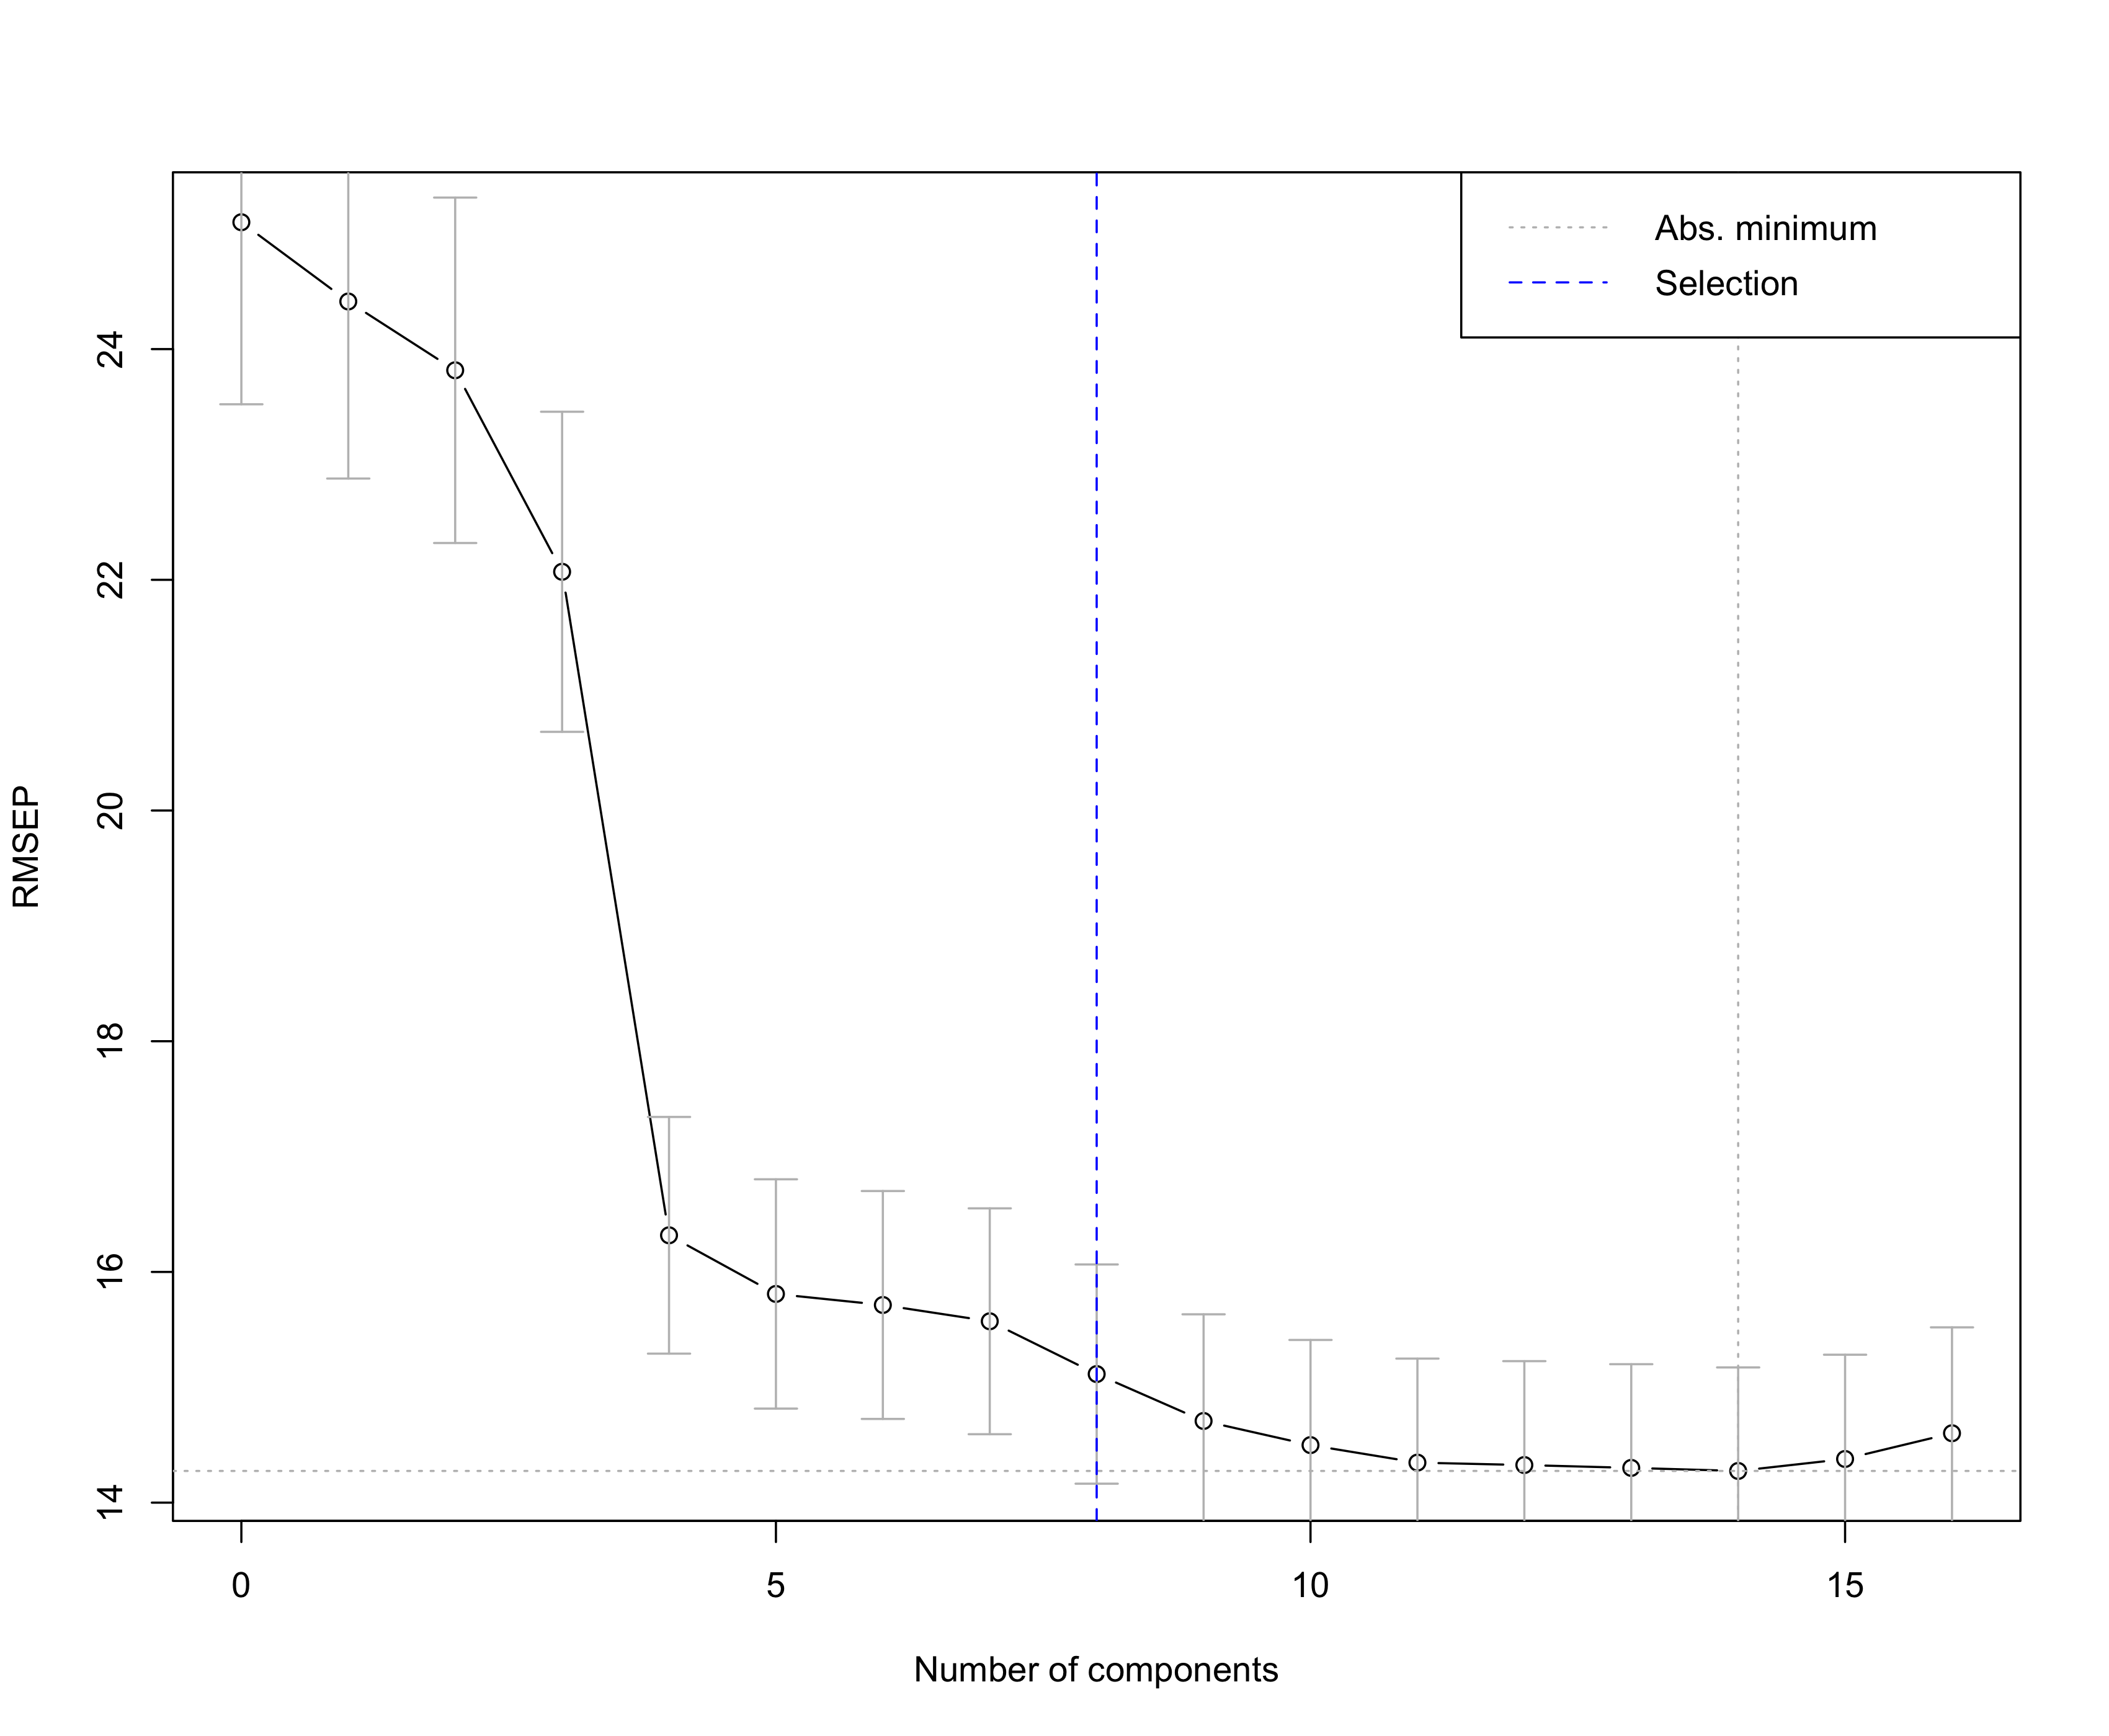 Abs. minimum
Selection
RMSEP
24
22
20
18
16
14
0 5 10 15
Number of components